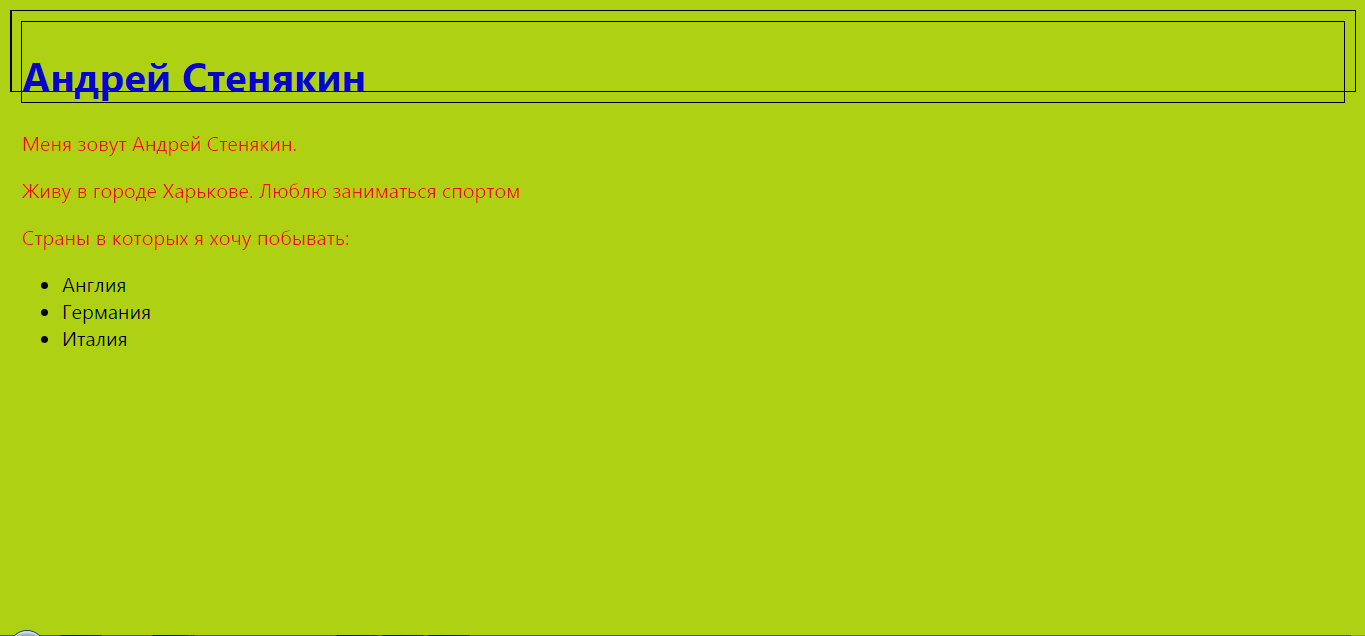 Андрей Стенякин
Меня зовут Андрей Стенякин.
Живу в городе Харькове. Люблю заниматься спортом
Страны в которых я хочу побывать:
Англия
Германия
Италия